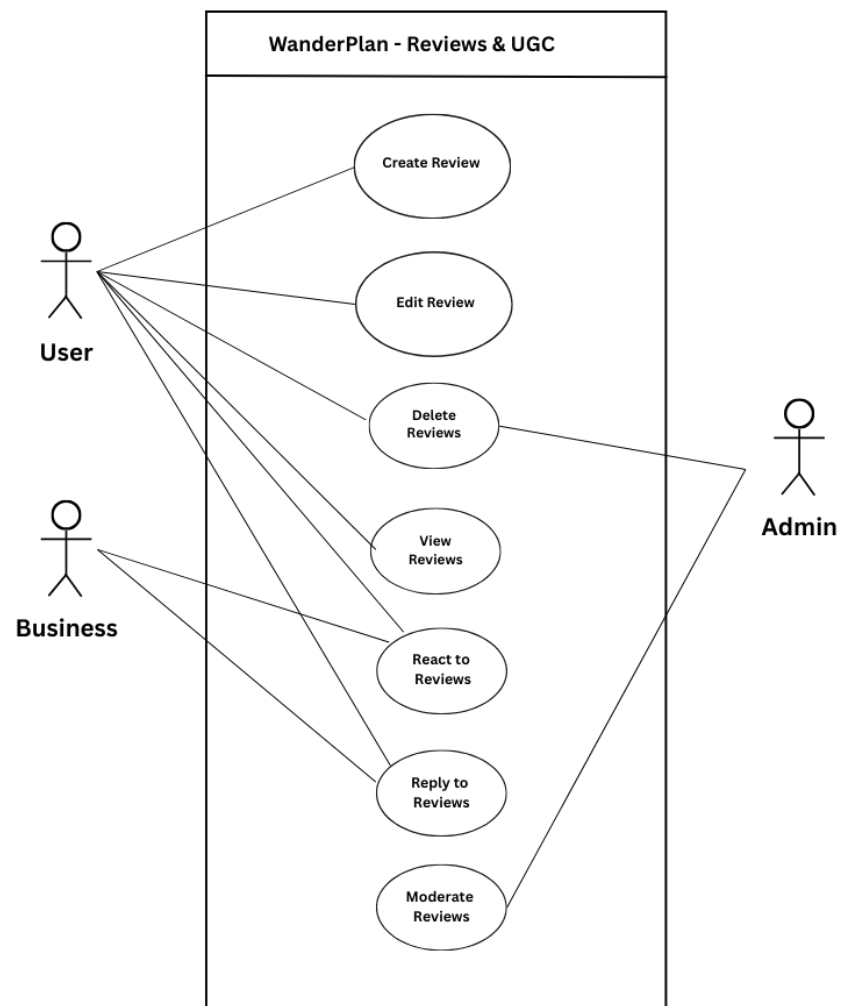 WanderPlan - Reviews & UGC
Create Review
User
Edit Review
Delete
Reviews
Admin
View
Reviews
Business
React to
Reviews
Reply to
Reviews
Moderate
Reviews